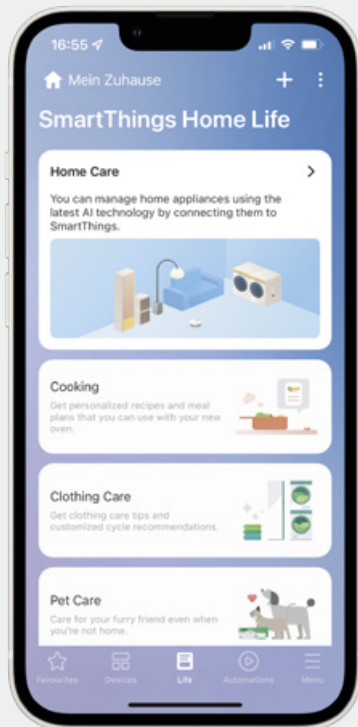 16:55
Mein Zuhause
SmartThings Home Life
Home Care
You can manage home appliances using the
latest AI technology by connecting them to
SmartThings.
Cooking
Get personalized recipes and meal
plans that you can use with your new
oven.
Clothing Care
Get clothing care tips and
customized cycle recommendations.
Pet Care
Care for your furry friend even when
you're not home.
Favourites Devices Life Automations Menu